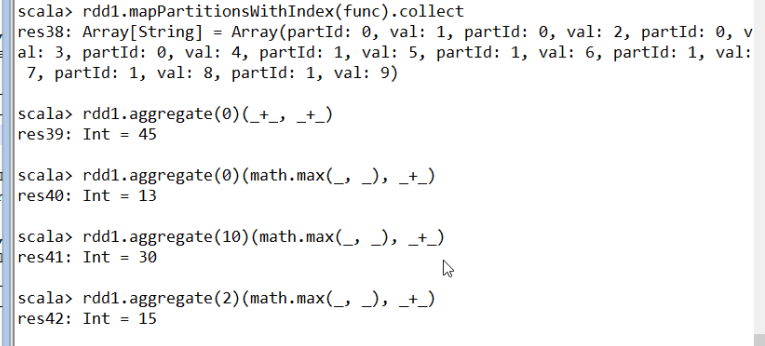 scala> rdd1.mapPartitionsWithIndex(func).collect
res38: Array[String] = Array(partId: 0, val: 1, partId: 0, val: 2, partId: 0, v
al: 3, partId: 0, val: 4, partId: 1, val: 5, partId: 1, val: 6, partId: 1, val:
 7, partId: 1, val: 8, partId: 1, val: 9)
scala> rdd1.aggregate(0)(_+_, _+_)
res39: Int = 45
scala> rdd1.aggregate(0)(math.max(_, _), _+_)
res40: Int = 13
scala> rdd1.aggregate(10)(math.max(_, _), _+_)
res41: Int = 30
scala> rdd1.aggregate(2)(math.max(_, _), _+_)
res42: Int = 15